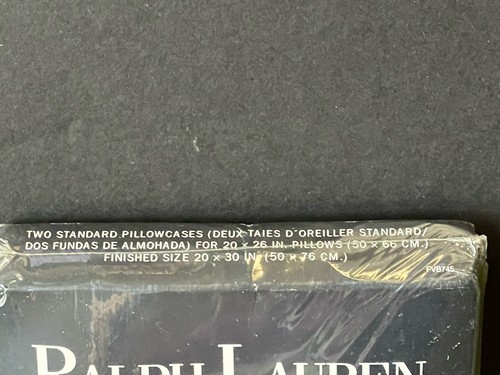 TWO STANDARD PILLOWCASES (DEUX TAIES D'OREILLER STANDARD/
DOS FUNDAS DE ALMOHADA) FOR 20 × 26 IN. PILLOWS (50 × 66 CM.)
FINISHED SIZE 20 × 30 IN. (50 × 76 CM.)
FVB745
RALPH LAUREN